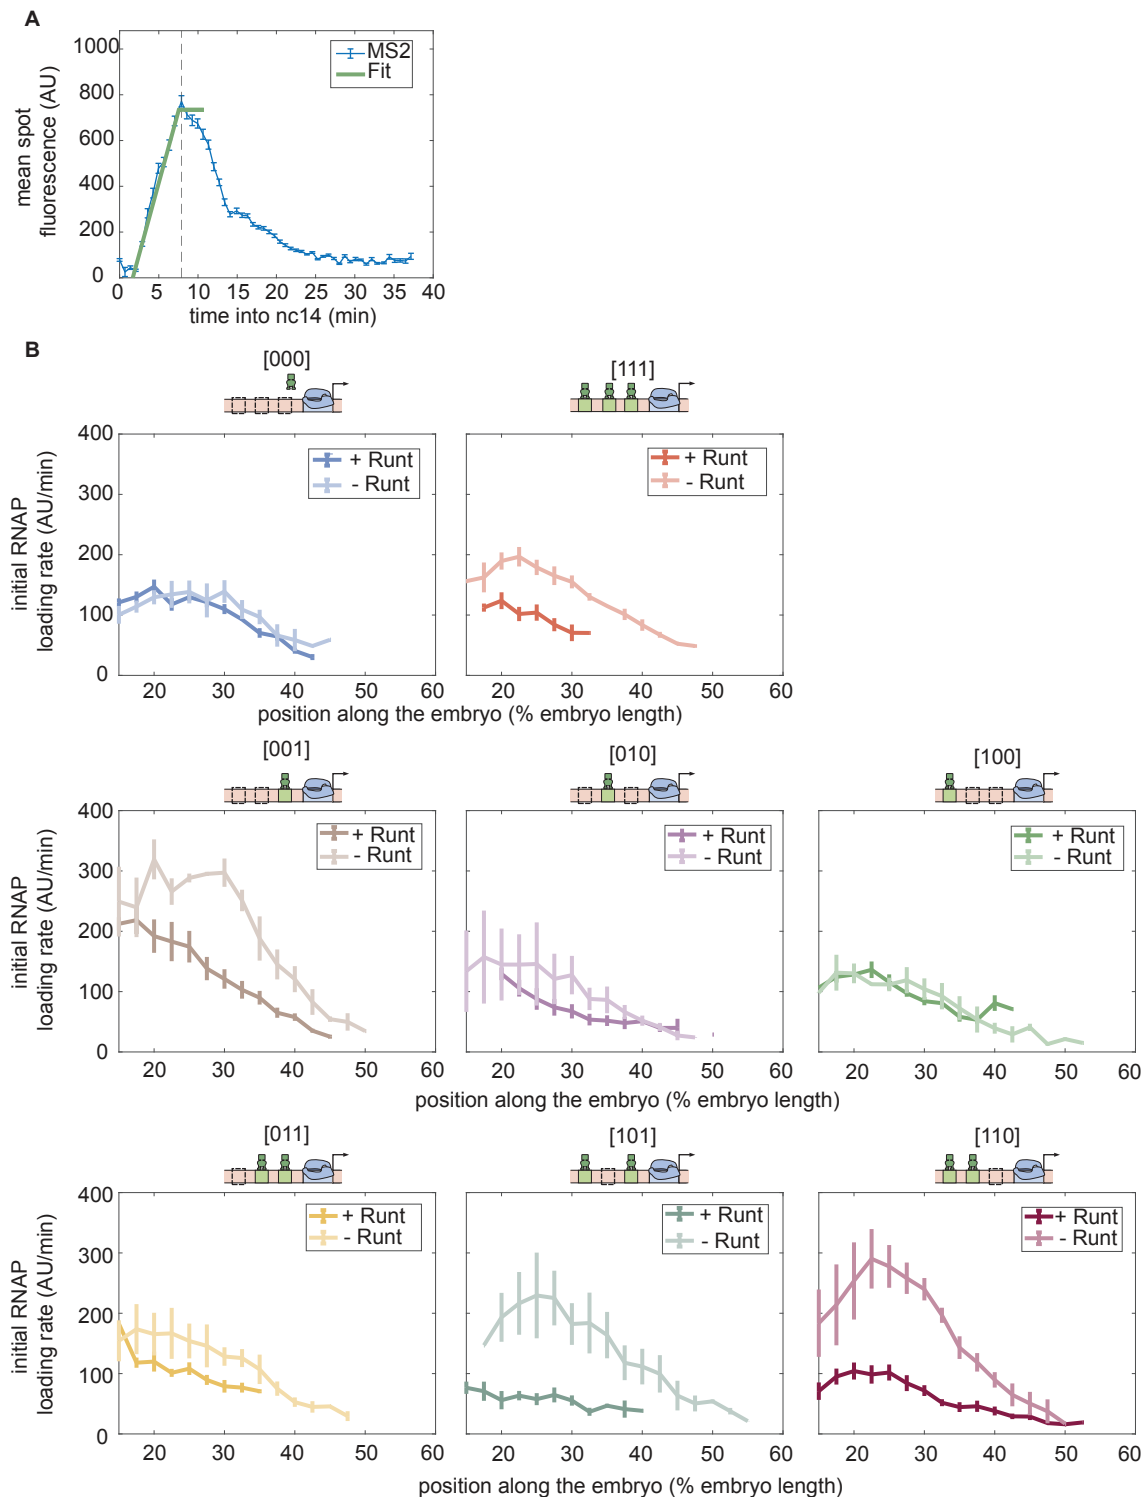 A
mean spot
fluorescence (AU)
1000
800
600
400
200
0
MS2
Fit
0 5 10 15 20 25 30 35 40
time into nc14 (min)
B
[000]
[111]
initial RNAP
loading rate (AU/min)
400
300
200
100
0
+ Runt
- Runt
+ Runt
- Runt
20 30 40 50 60
20 30 40 50 60
position along the embryo (% embryo length)
[001]
[010]
[100]
initial RNAP
loading rate (AU/min)
400
300
200
100
0
+ Runt
- Runt
+ Runt
- Runt
+ Runt
- Runt
20 30 40 50 60
20 30 40 50 60
20 30 40 50 60
position along the embryo (% embryo length)
[011]
[101]
[110]
initial RNAP
loading rate (AU/min)
400
300
200
100
0
+ Runt
- Runt
+ Runt
- Runt
+ Runt
- Runt
20 30 40 50 60
20 30 40 50 60
20 30 40 50 60
position along the embryo (% embryo length)